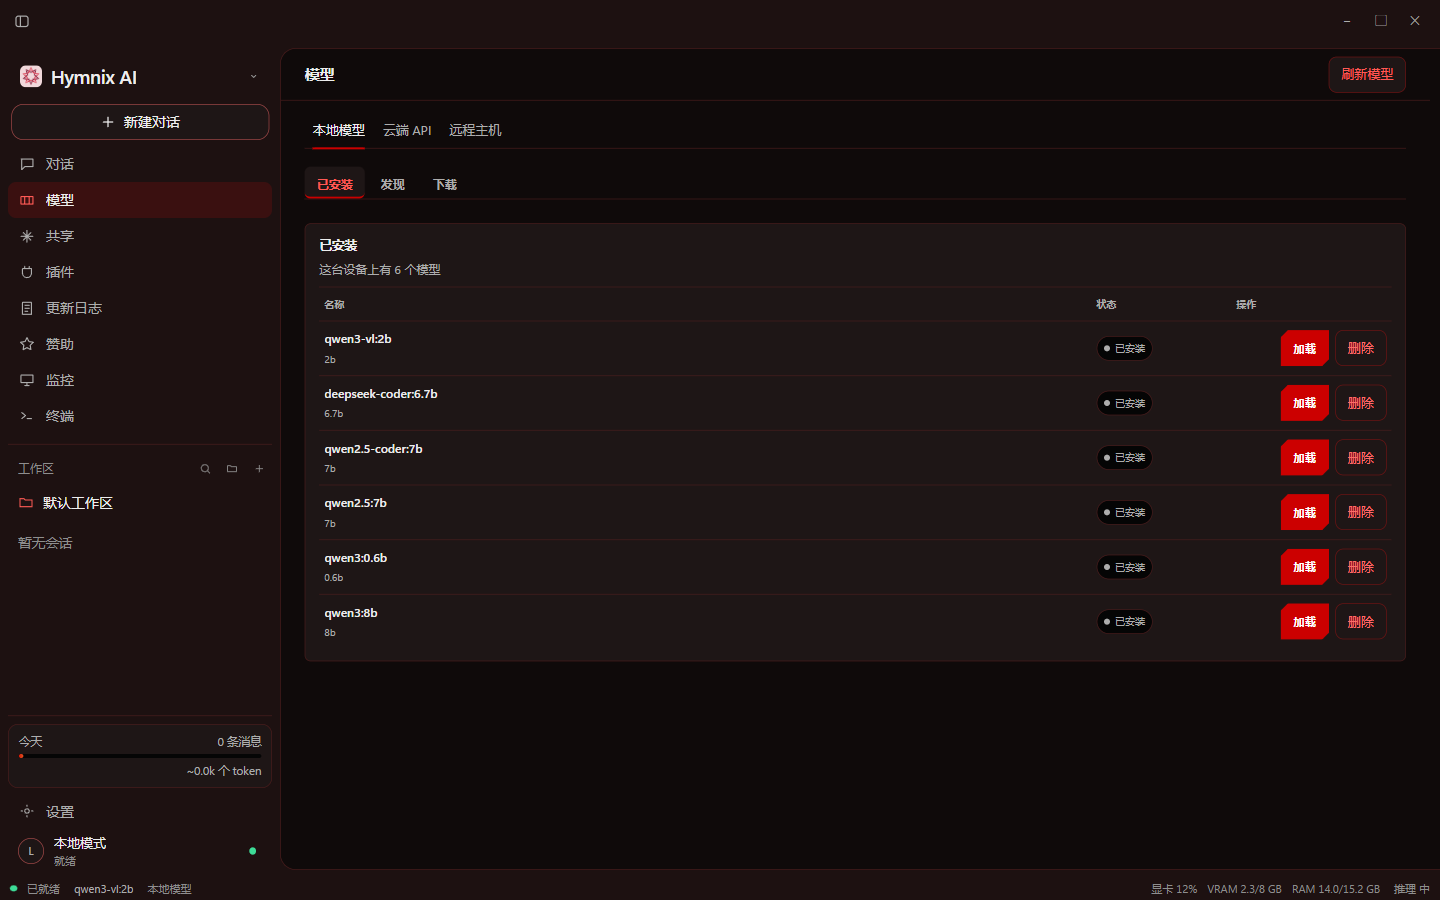 Hymnix AI
新建对话
对话
模型
共享
插件
更新日志
赞助
监控
终端
工作区
默认工作区
暂无会话
今天 0 条消息
~0.0k 个 token
设置
L 本地模式
就绪
模型 刷新模型
本地模型 云端 API 远程主机
已安装 发现 下载
已安装
这台设备上有 6 个模型
名称 状态 操作
qwen3-vl:2b 已安装 加载 删除
2b
deepseek-coder:6.7b 已安装 加载 删除
6.7b
qwen2.5-coder:7b 已安装 加载 删除
7b
qwen2.5:7b 已安装 加载 删除
7b
qwen3:0.6b 已安装 加载 删除
0.6b
qwen3:8b 已安装 加载 删除
8b
已就绪 qwen3-vl:2b 本地模型 显卡 12% VRAM 2.3/8 GB RAM 14.0/15.2 GB 推理 中